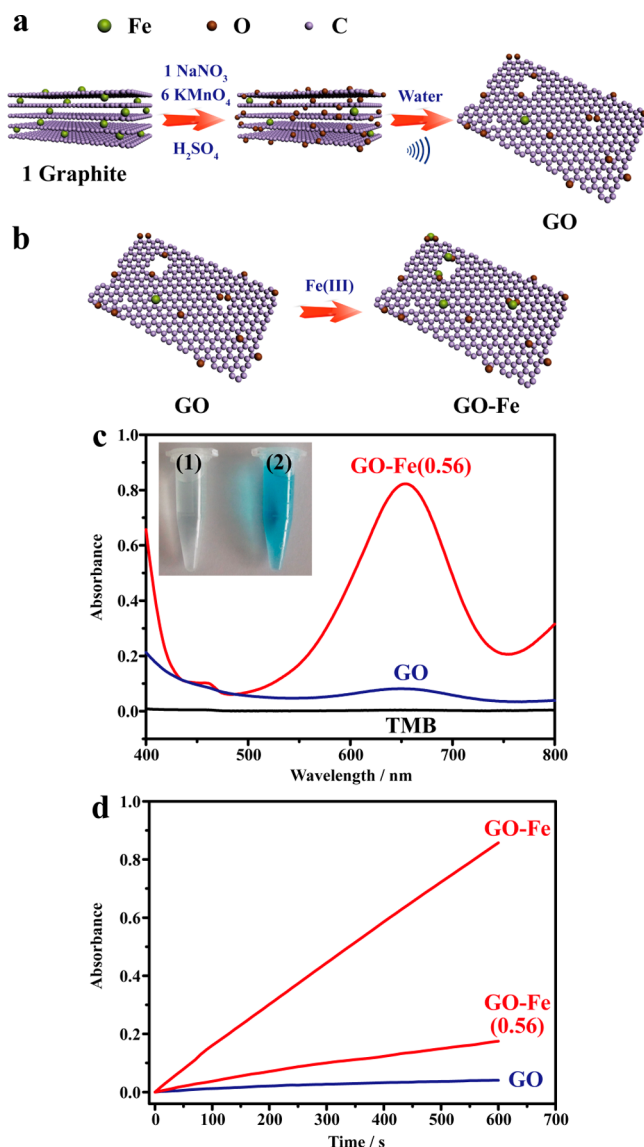 a
Fe O C
1 NaNO₃
6 KMnO₄
H₂SO₄
Water
1 Graphite
GO
b
Fe(III)
GO
GO-Fe
c
1.0
0.8
0.6
0.4
0.2
0.0
Absorbance
(1) (2)
GO-Fe(0.56)
GO
TMB
400 500 600 700 800
Wavelength / nm
d
1.0
0.8
0.6
0.4
0.2
0.0
Absorbance
GO-Fe
GO-Fe
(0.56)
GO
0 100 200 300 400 500 600 700
Time / s